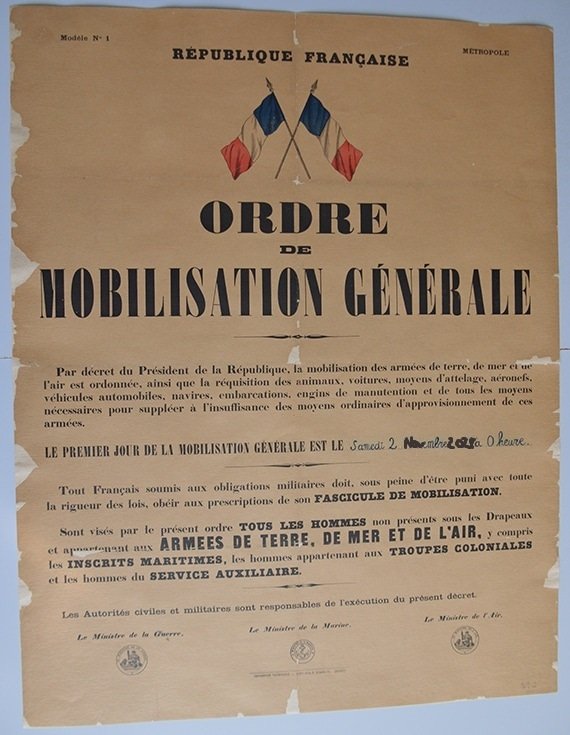 Modèle N° 1
MÉTROPOLE
RÉPUBLIQUE FRANÇAISE
ORDRE
DE
MOBILISATION GÉNÉRALE
Par décret du Président de la République, la mobilisation des armées de terre, de mer et de
l'air est ordonnée, ainsi que la réquisition des animaux, voitures, moyens d'attelage, aéronefs,
véhicules automobiles, navires, embarcations, engins de manutention et de tous les moyens
nécessaires pour suppléer à l'insuffisance des moyens ordinaires d'approvisionnement de ces
armées.
LE PREMIER JOUR DE LA MOBILISATION GÉNÉRALE EST LE Samedi 2 Novembre à 0 heure.
Tout Français soumis aux obligations militaires doit, sous peine d'être puni avec toute
la rigueur des lois, obéir aux prescriptions de son FASCICULE DE MOBILISATION.
Sont visés par le présent ordre TOUS LES HOMMES non présents sous les Drapeaux
et appartenant aux ARMEES DE TERRE, DE MER ET DE L'AIR, y compris
les INSCRITS MARITIMES, les hommes appartenant aux TROUPES COLONIALES
et les hommes du SERVICE AUXILIAIRE.
Les Autorités civiles et militaires sont responsables de l'exécution du présent décret.
Le Ministre de la Guerre.
Le Ministre de la Marine.
Le Ministre de l'Air.